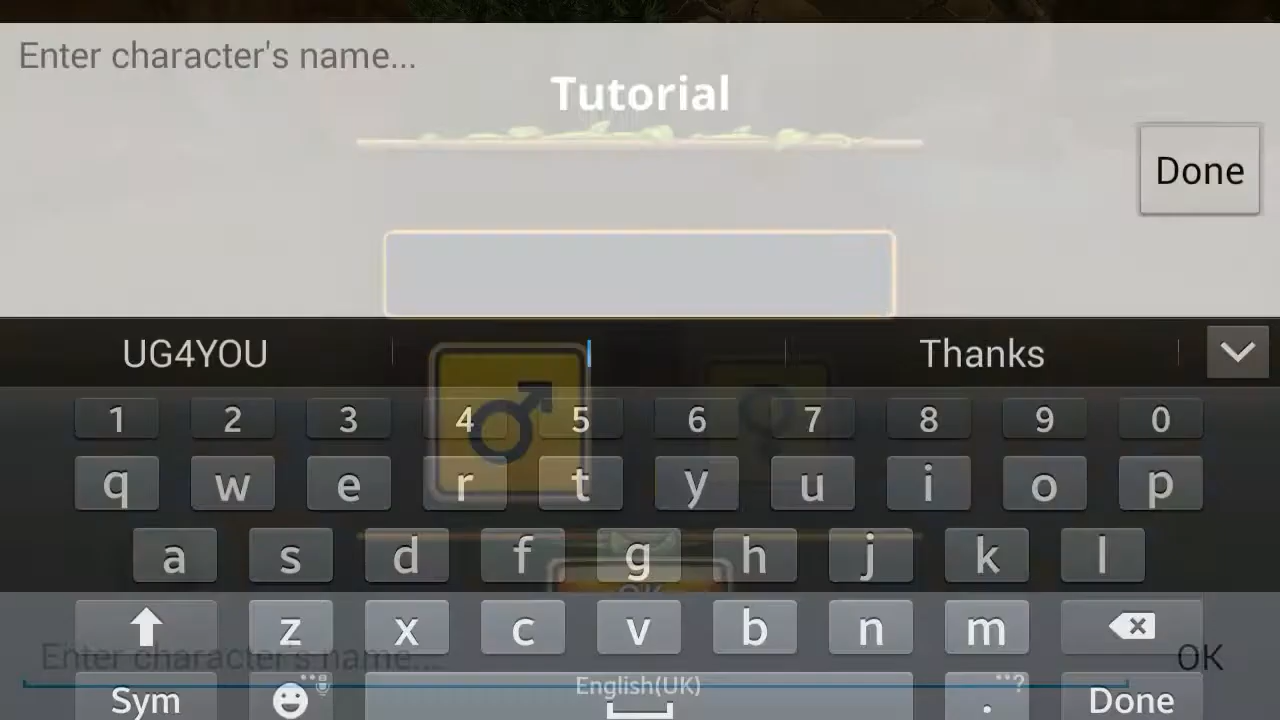 Enter character's name...
Tutorial
Done
UG4YOU
Thanks
1 2 3 4 5 6 7 8 9 0
q w e r t y u i o p
a s d f g h j k l
OK
z x c v b n m
Enter character's name...
OK
Sym
English(UK)
. ?
Done